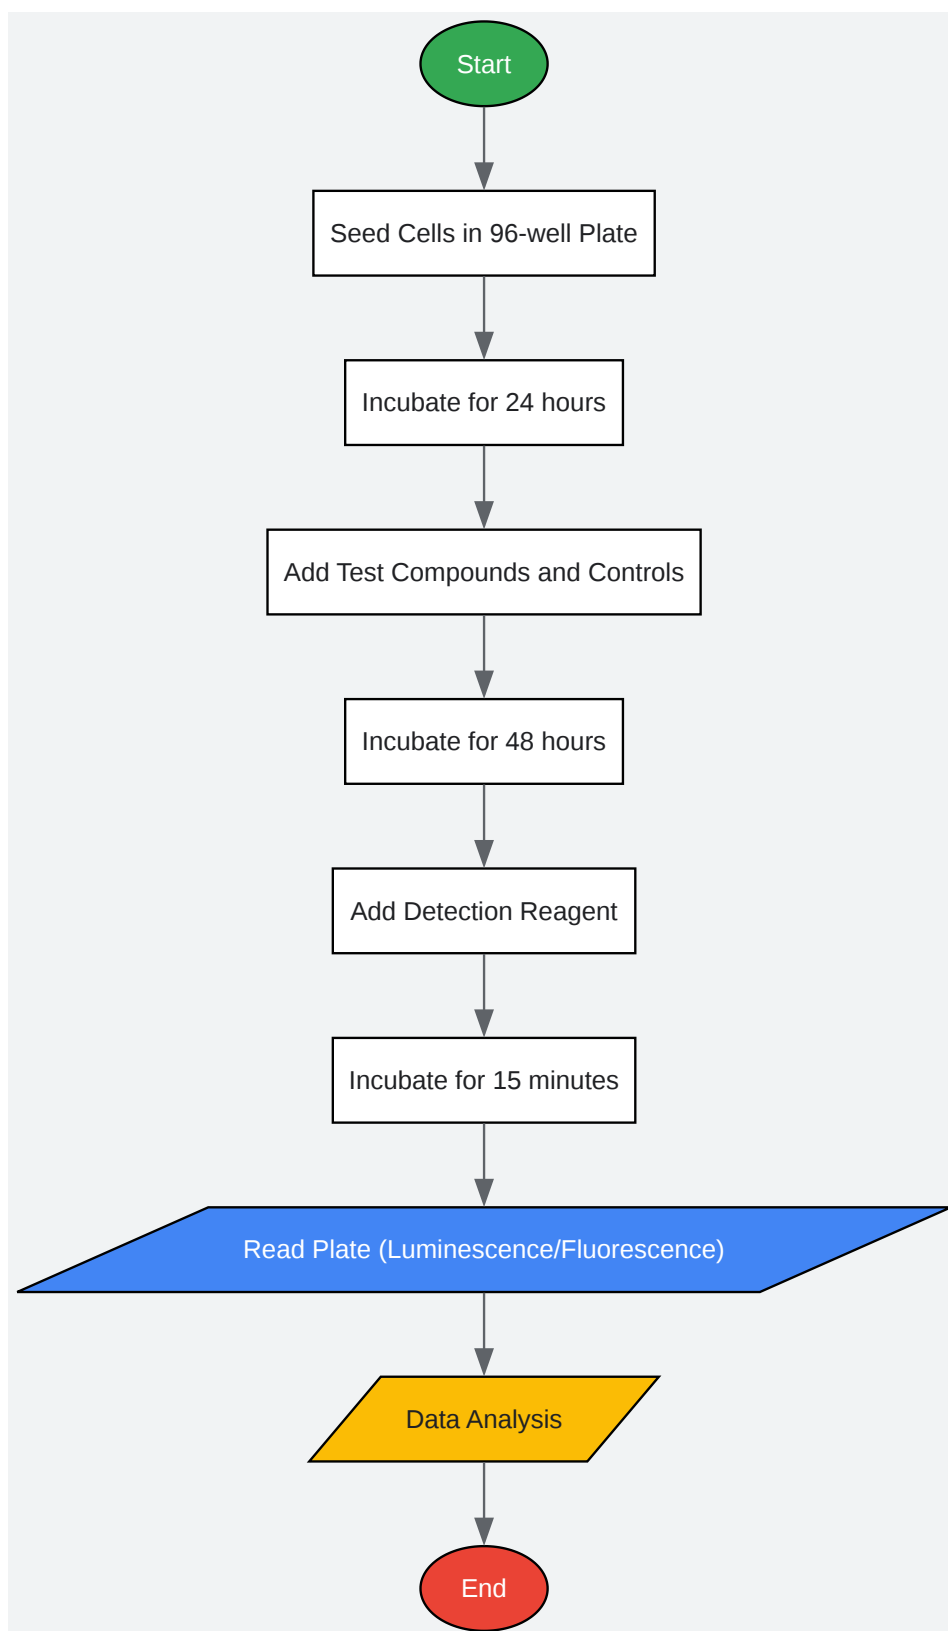 Start
Seed Cells in 96-well Plate
Incubate for 24 hours
Add Test Compounds and Controls
Incubate for 48 hours
Add Detection Reagent
Incubate for 15 minutes
Read Plate (Luminescence/Fluorescence)
Data Analysis
End